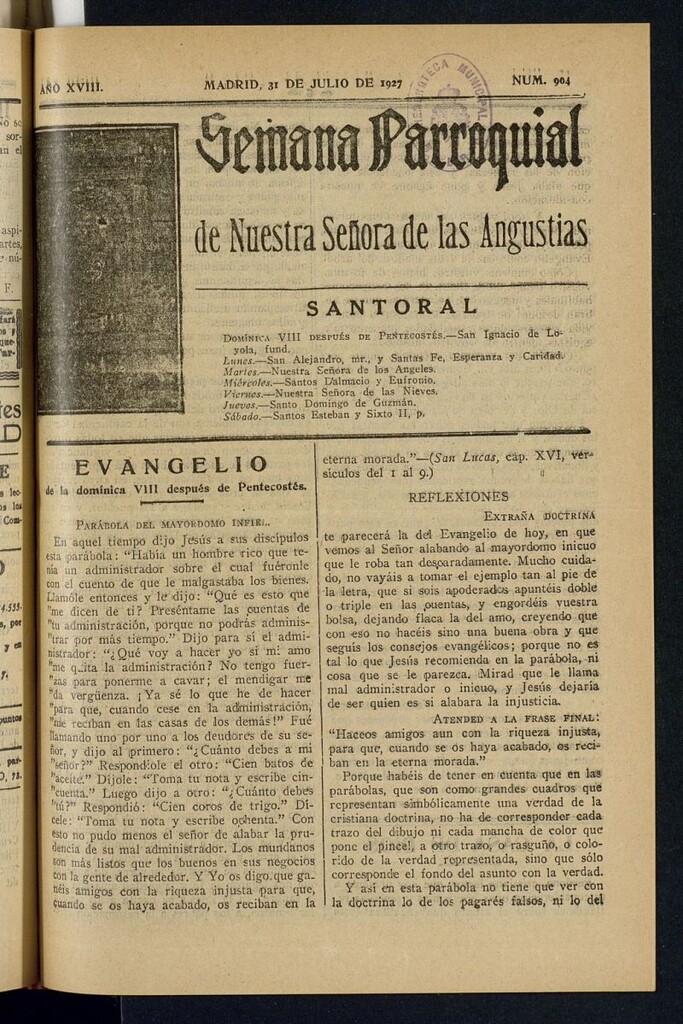 AÑO XVIII.
MADRID, 31 DE JULIO DE 1927
NUM. 904
Semana Parroquial
de Nuestra Señora de las Angustias
SANTORAL
DOMINICA VIII DESPUÉS DE PENTECOSTÉS.—San Ignacio de Lo-
yola, fund.
Lunes.—San Alejandro, mr., y Santas Fe, Esperanza y Caridad.
Martes.—Nuestra Señora de los Angeles.
Miércoles.—Santos Dalmacio y Eufronio.
Viernes.—Nuestra Señora de las Nieves.
Jueves.—Santo Domingo de Guzmán.
Sábado.—Santos Esteban y Sixto II, p.
EVANGELIO
de la dominica VIII después de Pentecostés.
PARÁBOLA DEL MAYORDOMO INFIEL.
En aquel tiempo dijo Jesús a sus discípulos
esta parábola: "Había un hombre rico que te-
nía un administrador sobre el cual fuéronle
con el cuento de que le malgastaba los bienes.
Llamóle entonces y le dijo: "Qué es esto que
"me dicen de ti? Preséntame las cuentas de
"tu administración, porque no podrás adminis-
"trar por más tiempo." Dijo para sí el admi-
nistrador: "¿Qué voy a hacer yo si mi amo
"me quita la administración? No tengo fuer-
"zas para ponerme a cavar; el mendigar me
"da vergüenza. ¡Ya sé lo que he de hacer
"para que, cuando cese en la administración,
"me reciban en las casas de los demás!" Fué
llamando uno por uno a los deudores de su se-
ñor, y dijo al primero: "¿Cuánto debes a mi
"señor?" Respondióle el otro: "Cien batos de
"aceite." Dijole: "Toma tu nota y escribe cin-
"cuenta." Luego dijo a otro: "¿Cuánto debes
"tú?" Respondió: "Cien coros de trigo." Dí-
cele: "Toma tu nota y escribe ochenta." Con
esto no pudo menos el señor de alabar la pru-
dencia de su mal administrador. Los mundanos
son más listos que los buenos en sus negocios
con la gente de alrededor. Y Yo os digo que ga-
néis amigos con la riqueza injusta para que,
cuando se os haya acabado, os reciban en la
eterna morada."—(San Lucas, cap. XVI, ver-
sículos del 1 al 9.)
REFLEXIONES
EXTRAÑA DOCTRINA
te parecerá la del Evangelio de hoy, en que
vemos al Señor alabando al mayordomo inicuo
que le roba tan desparadamente. Mucho cuida-
do, no vayáis a tomar el ejemplo tan al pie de
la letra, que si sois apoderados apuntéis doble
o triple en las cuentas, y engordéis vuestra
bolsa, dejando flaca la del amo, creyendo que
con eso no hacéis sino una buena obra y que
seguís los consejos evangélicos; porque no es
tal lo que Jesús recomienda en la parábola, ni
cosa que se le parezca. Mirad que le llama
mal administrador o inicuo, y Jesús dejaría
de ser quien es si alabara la injusticia.
ATENDED A LA FRASE FINAL:
"Haceos amigos aun con la riqueza injusta,
para que, cuando se os haya acabado, os reci-
ban en la eterna morada."
Porque habéis de tener en cuenta que en las
parábolas, que son como grandes cuadros que
representan simbólicamente una verdad de la
cristiana doctrina, no ha de corresponder cada
trazo del dibujo ni cada mancha de color que
pone el pincel, a otro trazo, o rasguño, o colo-
rido de la verdad representada, sino que sólo
corresponde el fondo del asunto con la verdad.
Y así en esta parábola no tiene que ver con
la doctrina lo de los pagarés falsos, ni lo del